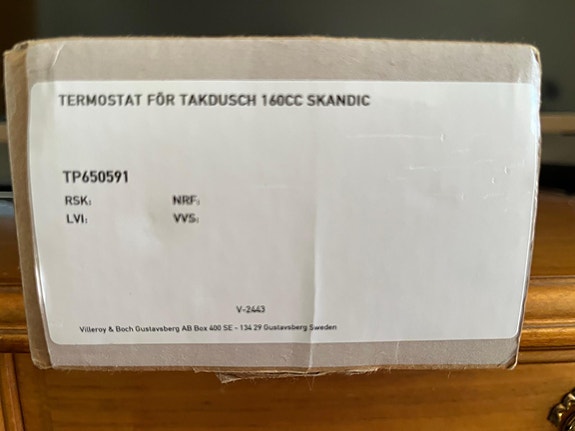 TERMOSTAT FÖR TAKDUSCH 160CC SKANDIC
TP650591
RSK: NRF:
LVI: VVS:
V-2443
Villeroy & Boch Gustavsberg AB Box 400 SE - 134 29 Gustavsberg Sweden